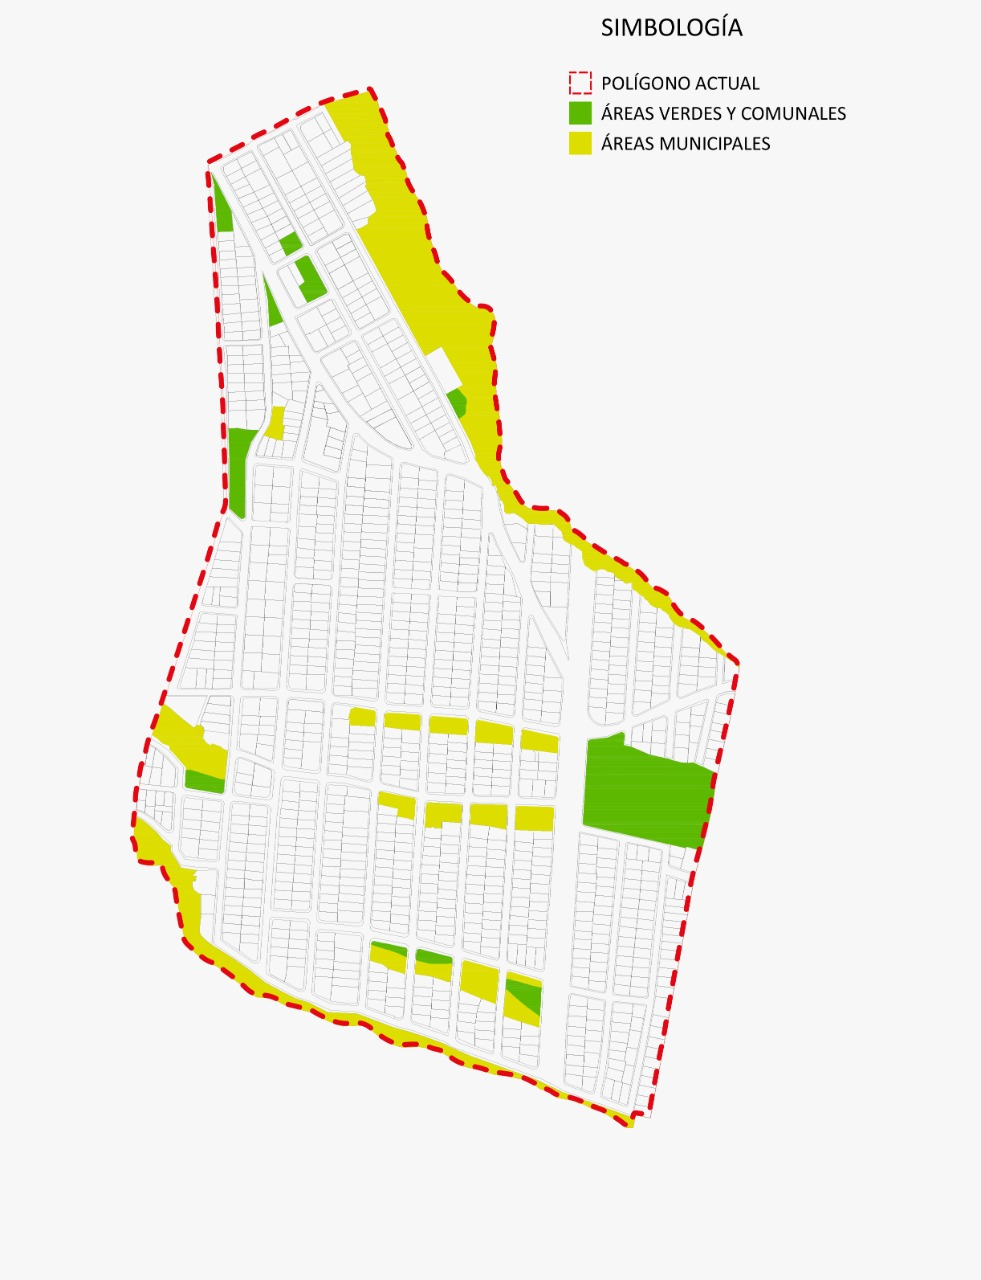 SIMBOLOGÍA
POLÍGONO ACTUAL
ÁREAS VERDES Y COMUNALES
ÁREAS MUNICIPALES